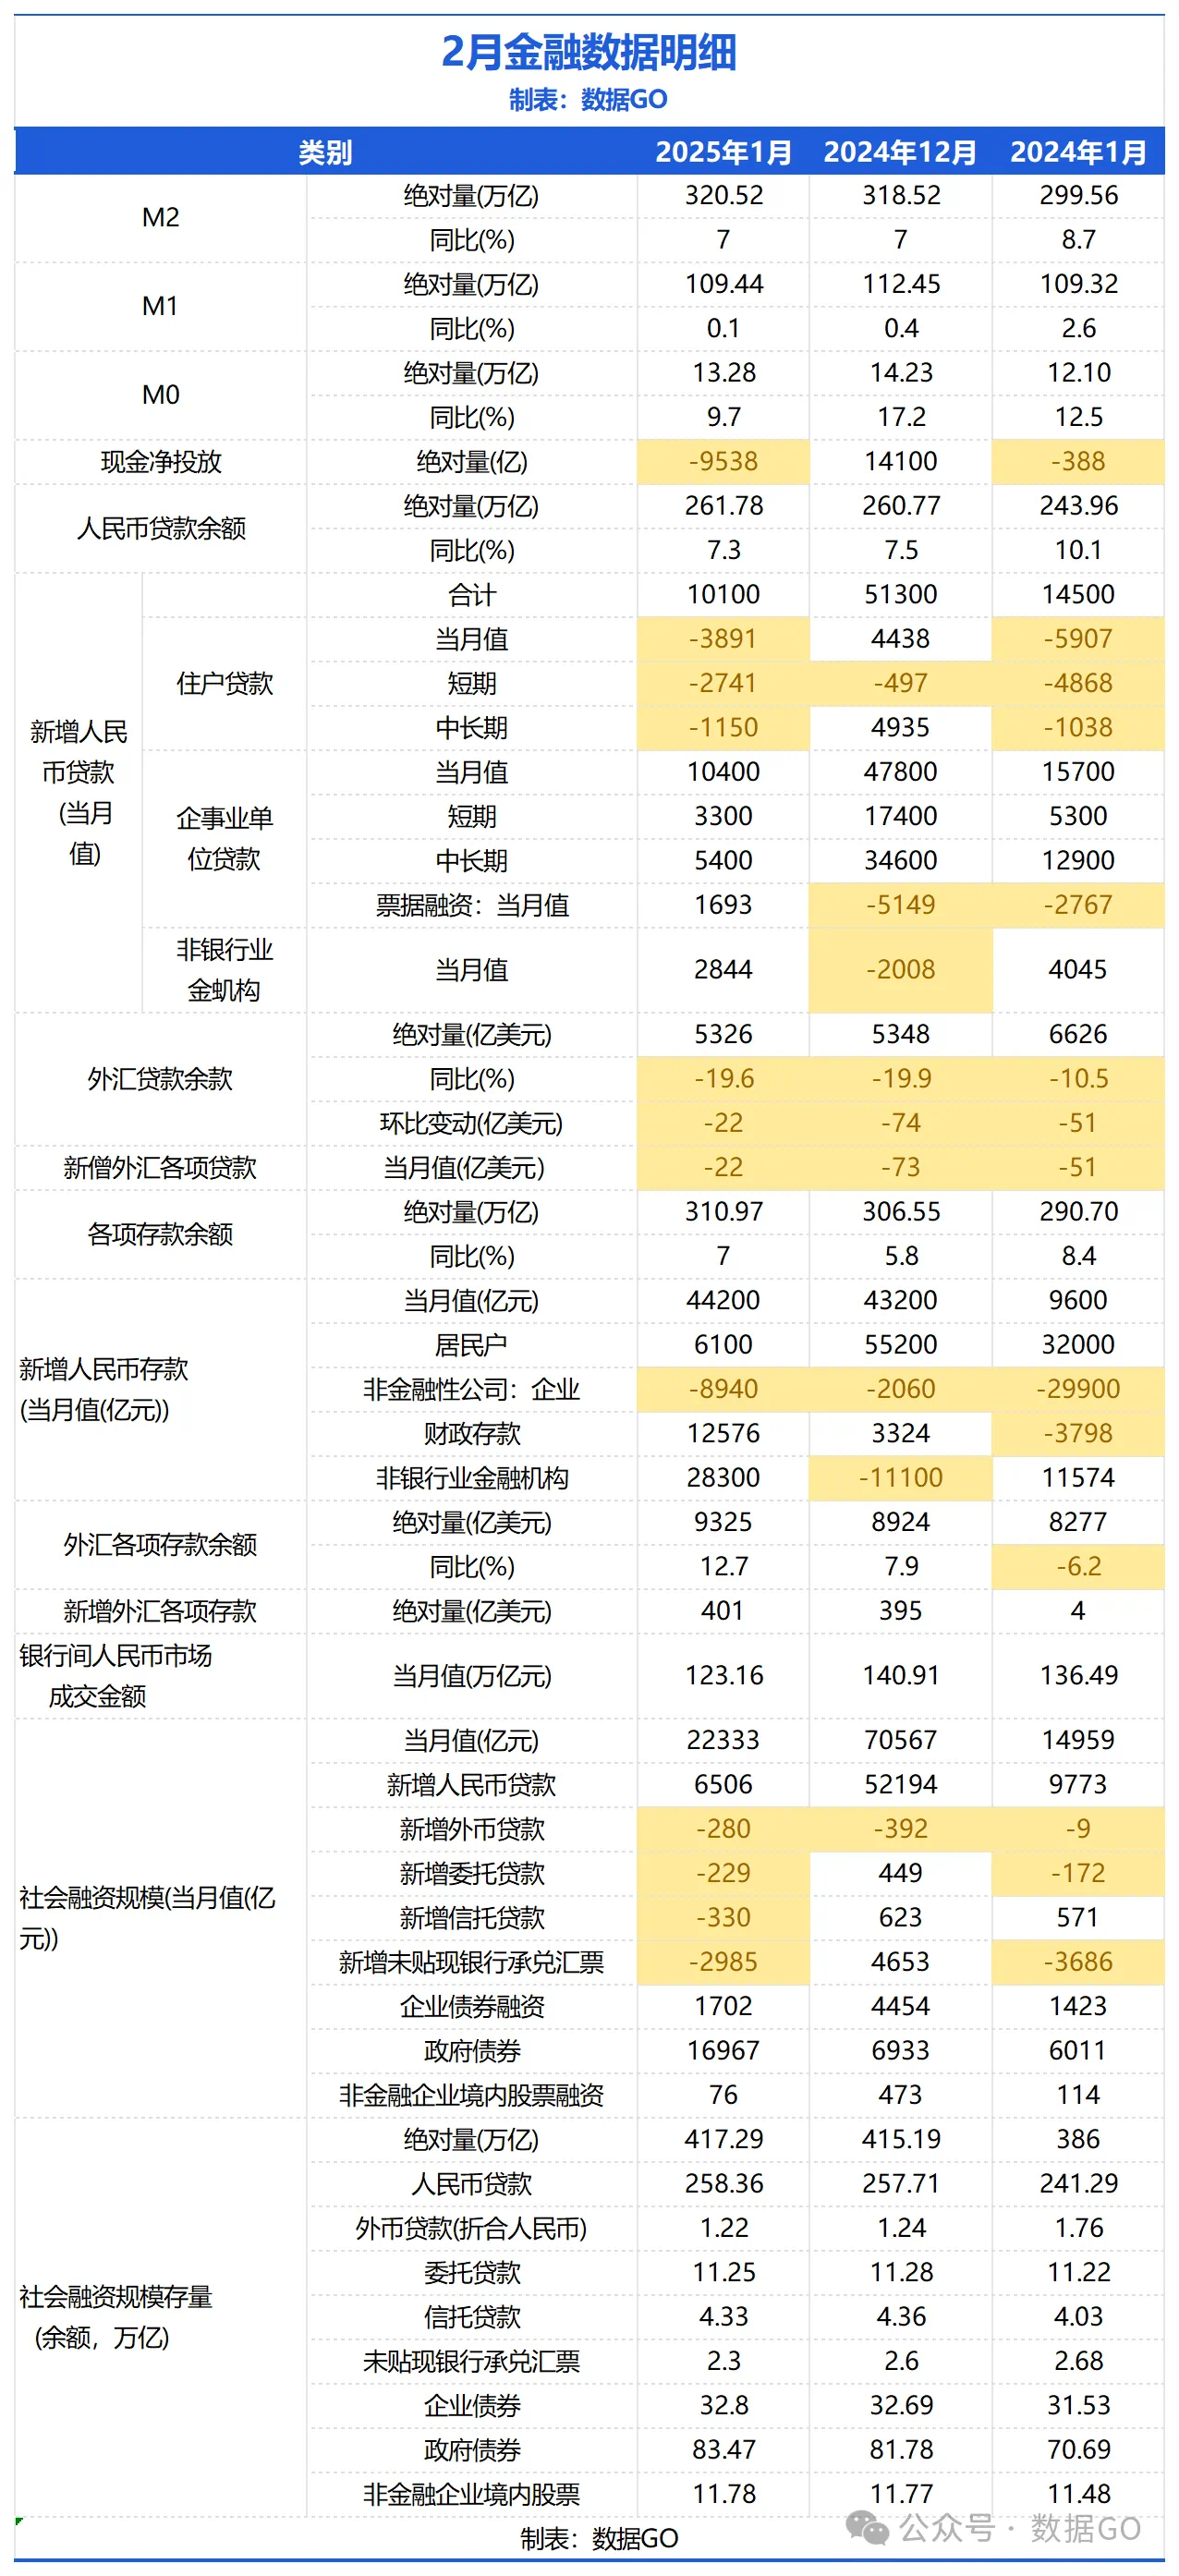 2月金融数据明细
制表：数据GO
类别 2025年1月 2024年12月 2024年1月
M2 绝对量(万亿) 320.52 318.52 299.56
同比(%) 7 7 8.7
M1 绝对量(万亿) 109.44 112.45 109.32
同比(%) 0.1 0.4 2.6
M0 绝对量(万亿) 13.28 14.23 12.10
同比(%) 9.7 17.2 12.5
现金净投放 绝对量(亿) -9538 14100 -388
人民币贷款余额 绝对量(万亿) 261.78 260.77 243.96
同比(%) 7.3 7.5 10.1
新增人民
币贷款
(当月
值)
合计 10100 51300 14500
住户贷款 当月值 -3891 4438 -5907
短期 -2741 -497 -4868
中长期 -1150 4935 -1038
企事业单
位贷款
当月值 10400 47800 15700
短期 3300 17400 5300
中长期 5400 34600 12900
票据融资：当月值 1693 -5149 -2767
非银行业
金虬构
当月值 2844 -2008 4045
外汇贷款余款 绝对量(亿美元) 5326 5348 6626
同比(%) -19.6 -19.9 -10.5
环比变动(亿美元) -22 -74 -51
新僧外汇各项贷款 当月值(亿美元） -22 -73 -51
各项存款余额 绝对量(万亿) 310.97 306.55 290.70
同比(%) 7 5.8 8.4
新增人民币存款
(当月值(亿元))
当月值(亿元) 44200 43200 9600
居民户 6100 55200 32000
非金融性公司：企业 -8940 -2060 -29900
财政存款 12576 3324 -3798
非银行业金融机构 28300 -11100 11574
外汇各项存款余额 绝对量(亿美元) 9325 8924 8277
同比(%) 12.7 7.9 -6.2
新增外汇各项存款 绝对量(亿美元) 401 395 4
银行间人民币市场
成交金额
当月值(万亿元) 123.16 140.91 136.49
社会融资规模(当月值(亿
元))
当月值(亿元) 22333 70567 14959
新增人民币贷款 6506 52194 9773
新增外币贷款 -280 -392 -9
新增委托贷款 -229 449 -172
新增信托贷款 -330 623 571
新增未贴现银行承兑汇票 -2985 4653 -3686
企业债券融资 1702 4454 1423
政府债券 16967 6933 6011
非金融企业境内股票融资 76 473 114
社会融资规模存量
(余额，万亿)
绝对量(万亿) 417.29 415.19 386
人民币贷款 258.36 257.71 241.29
外币贷款(折合人民币) 1.22 1.24 1.76
委托贷款 11.25 11.28 11.22
信托贷款 4.33 4.36 4.03
未贴现银行承兑汇票 2.3 2.6 2.68
企业债券 32.8 32.69 31.53
政府债券 83.47 81.78 70.69
非金融企业境内股票 11.78 11.77 11.48
制表：数据GO
公众号 · 数据GO